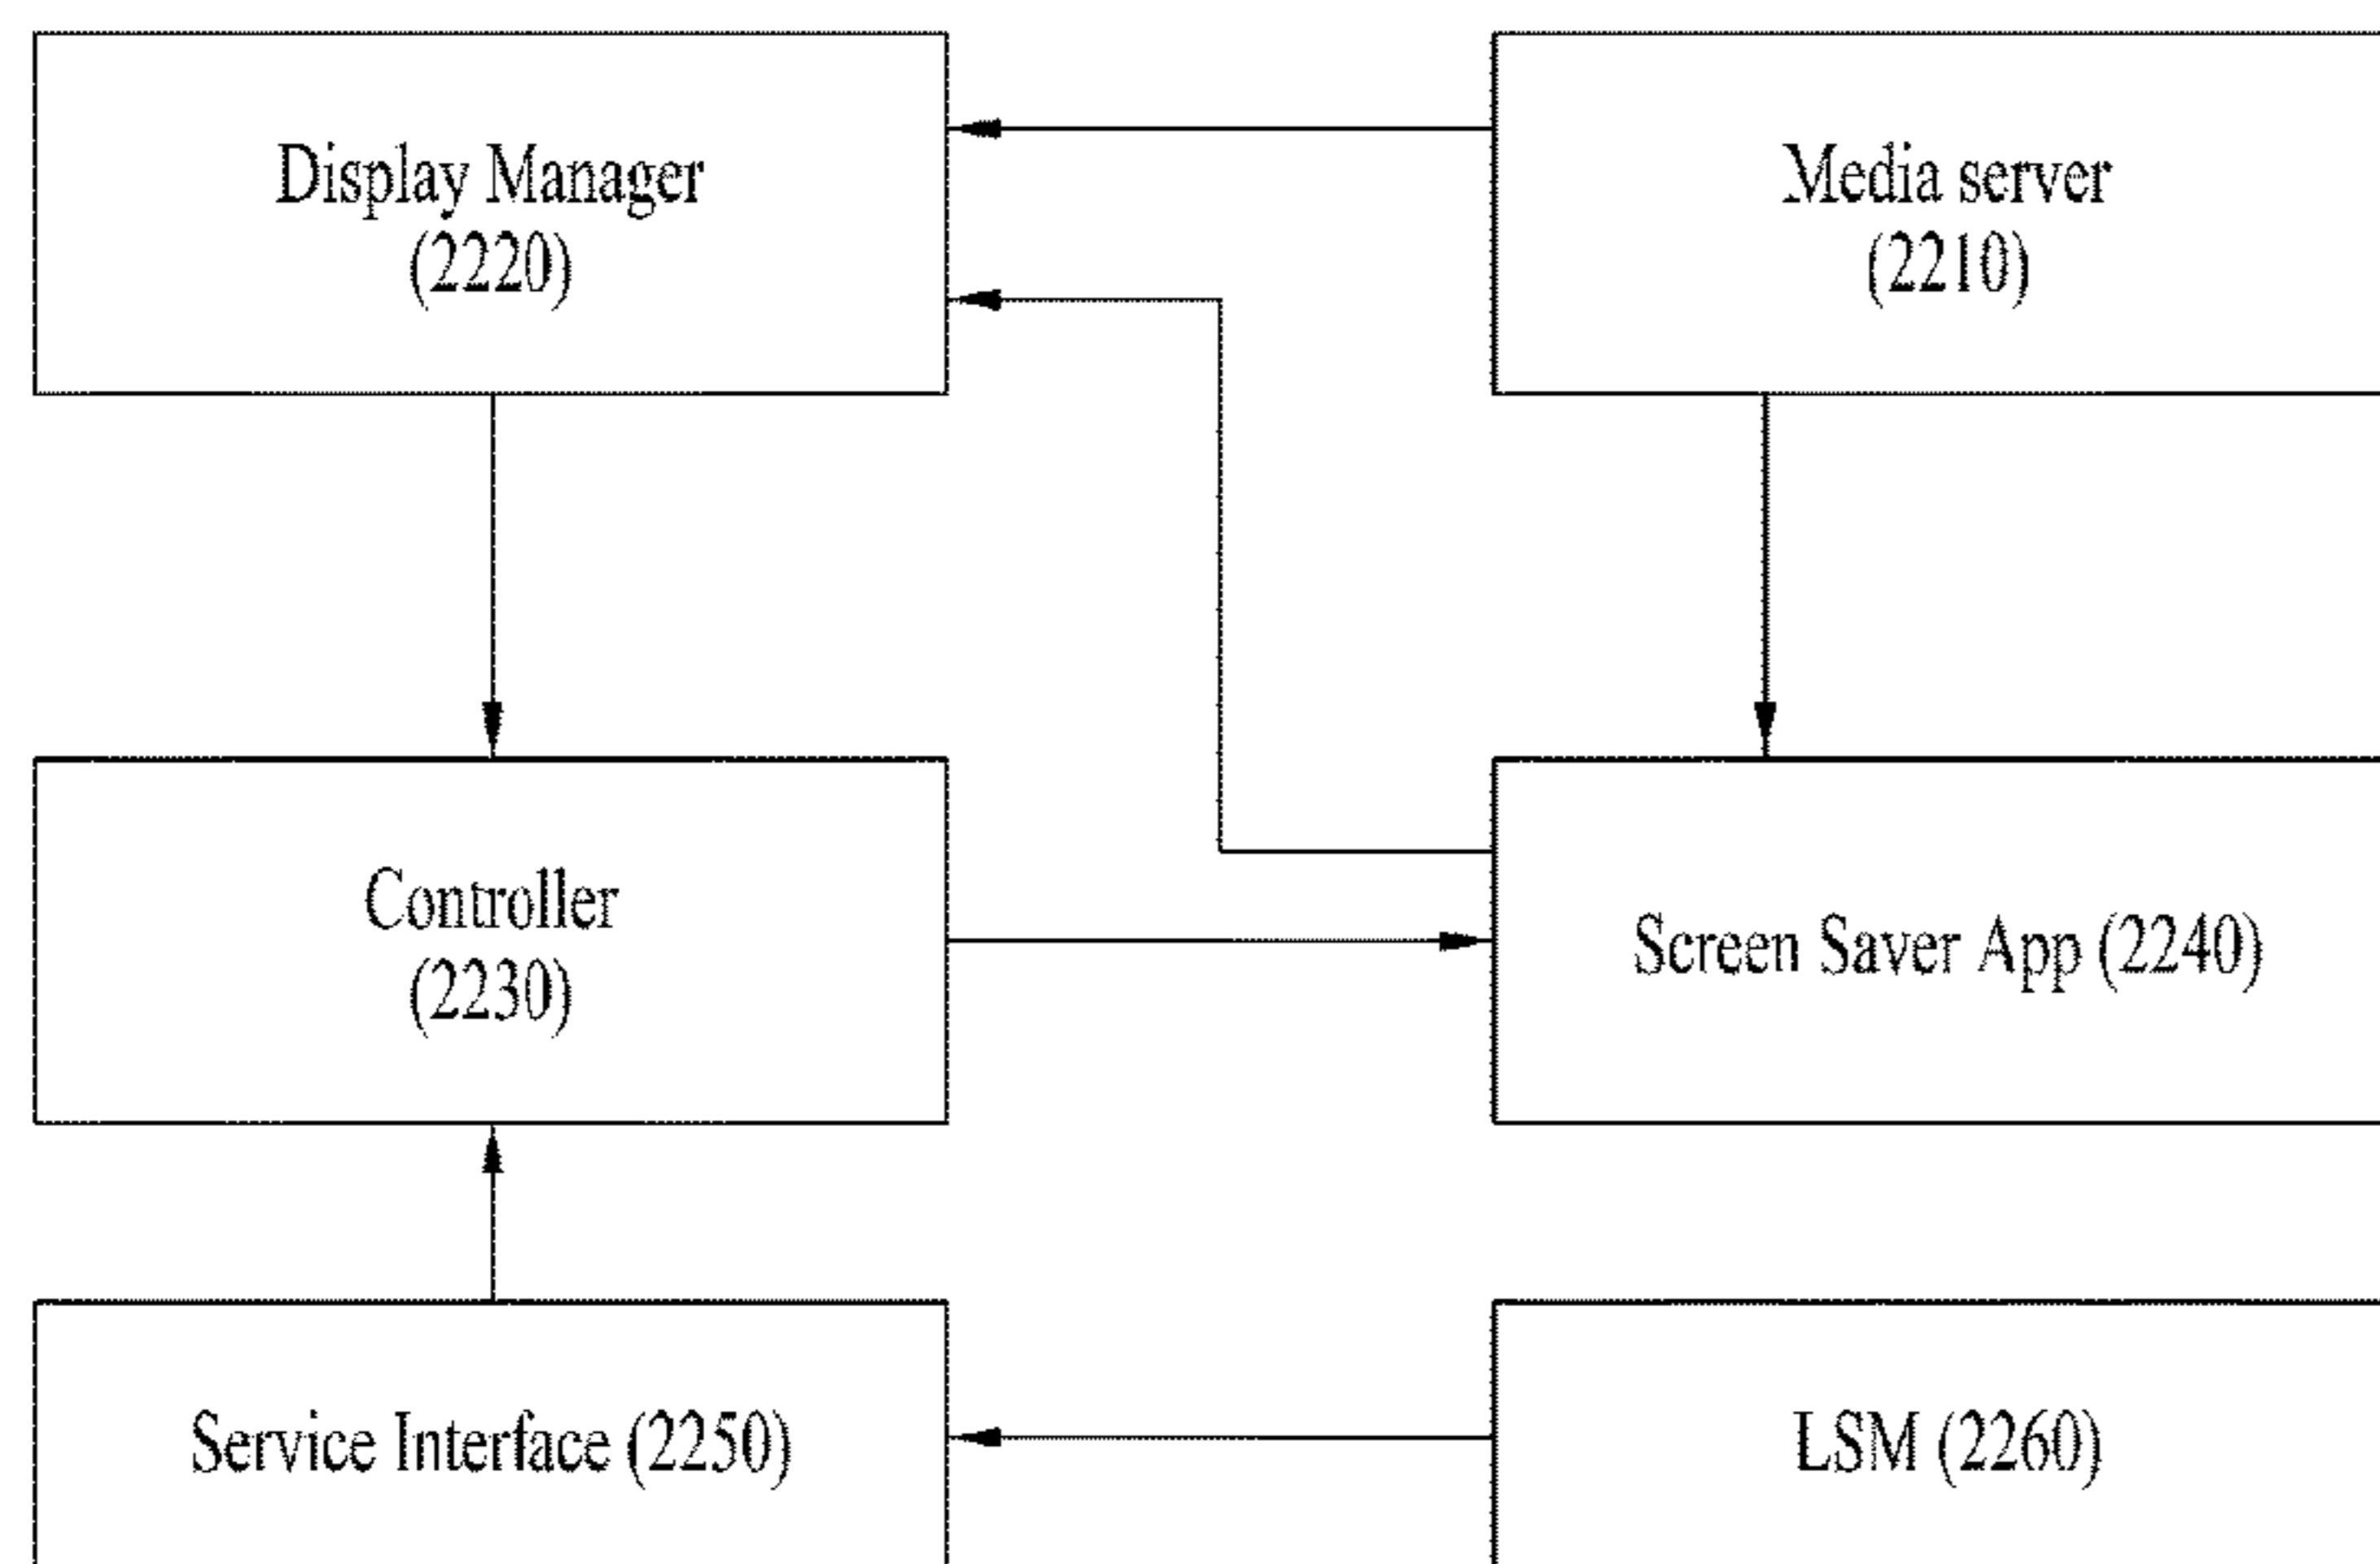 Display Manager
(2220)
Media server
(2210)
Controller
(2230)
Screen Saver App (2240)
Service Interface (2250)
LSM (2260)